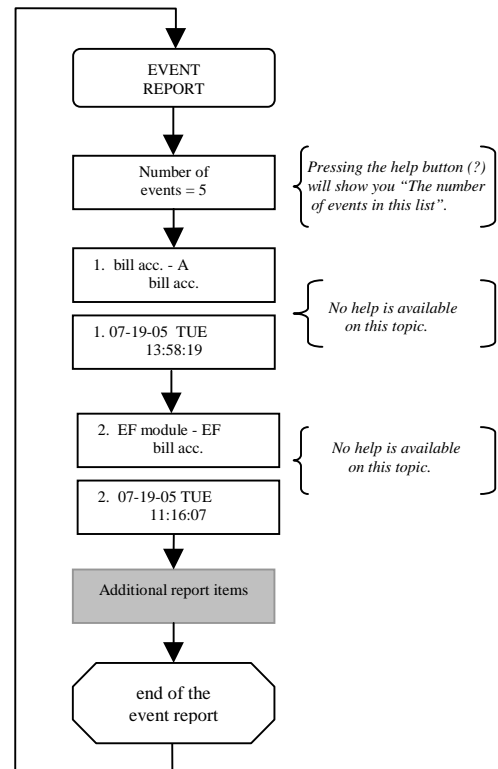 EVENT
REPORT
Number of
events = 5
Pressing the help button (?)
will show you “The number
of events in this list”.
1. bill acc. - A
bill acc.
No help is available
on this topic.
1. 07-19-05 TUE
13:58:19
2. EF module - EF
bill acc.
No help is available
on this topic.
2. 07-19-05 TUE
11:16:07
Additional report items
end of the
event report